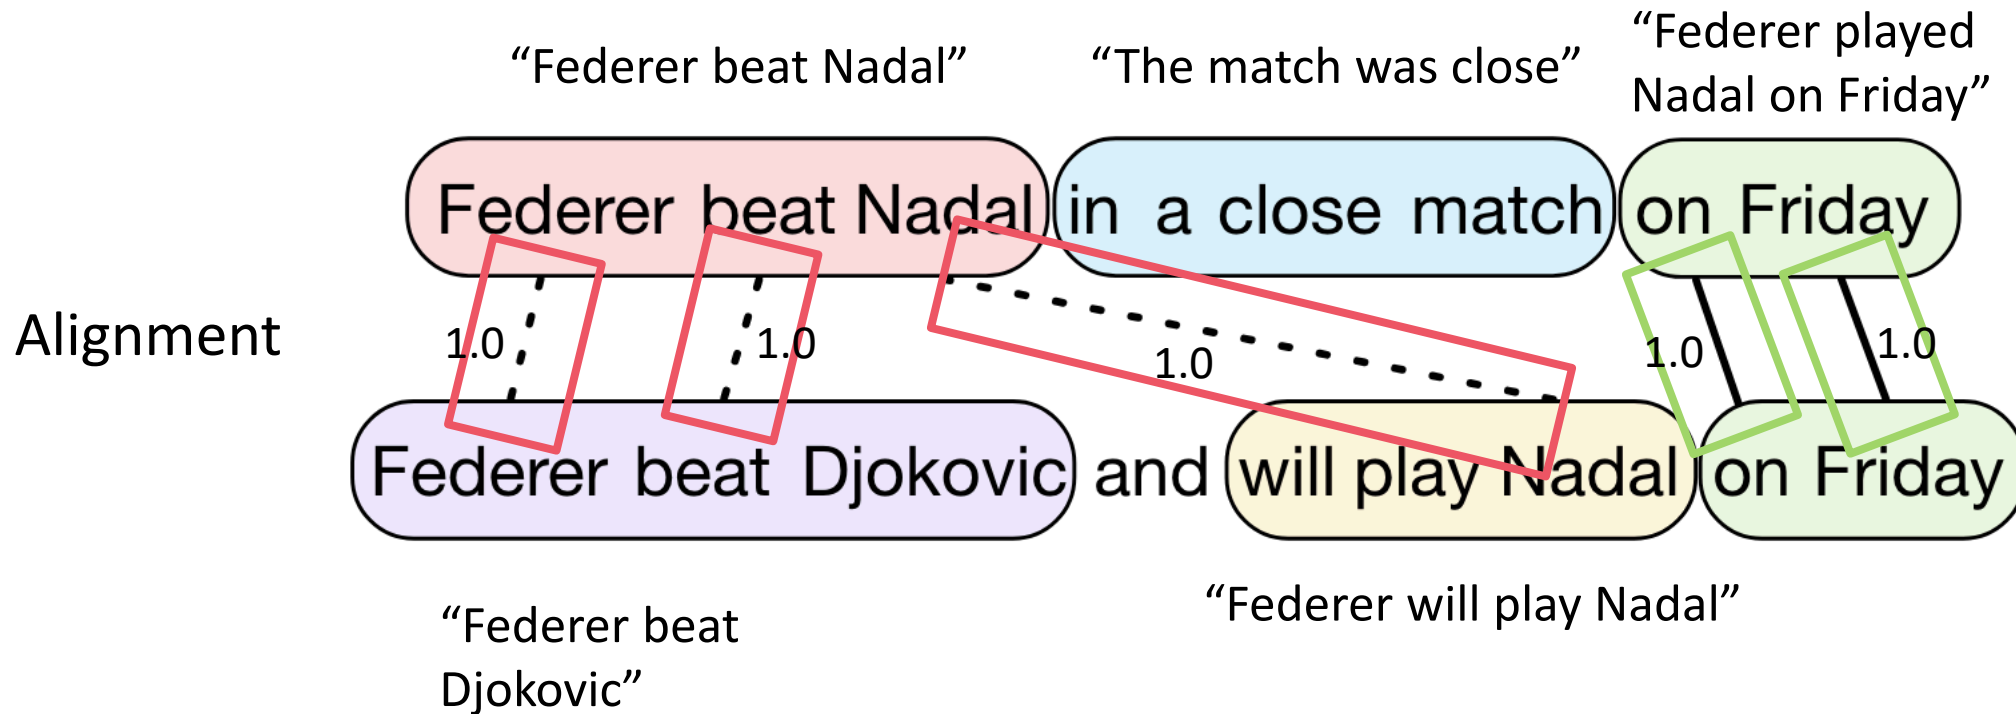 “Federer beat Nadal”
“The match was close”
“Federer played
Nadal on Friday”
Federer beat Nadal in a close match on Friday
Alignment
1.0
1.0
1.0
1.0
1.0
Federer beat Djokovic and will play Nadal on Friday
“Federer beat
Djokovic”
“Federer will play Nadal”